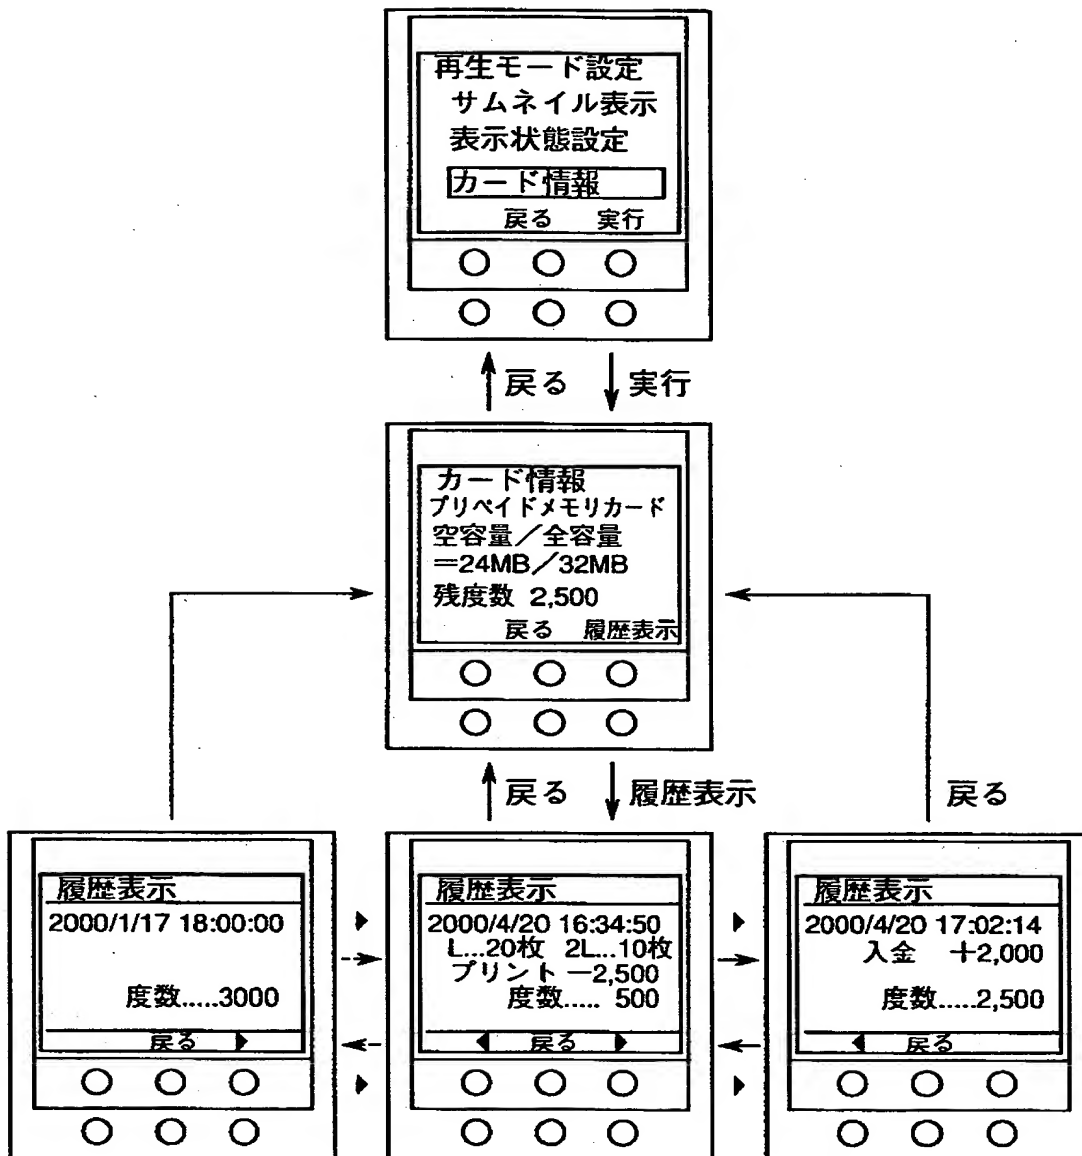 再生モード設定
サムネイル表示
表示状態設定
カード情報
戻る 実行
戻る 実行
カード情報
プリペイドメモリカード
空容量／全容量
＝24MB／32MB
残度数 2,500
戻る 履歴表示
戻る 履歴表示 戻る
履歴表示
2000/1/17 18:00:00
度数.....3000
戻る ▶
履歴表示
2000/4/20 16:34:50
L...20枚 2L...10枚
プリント －2,500
度数..... 500
◀ 戻る ▶
履歴表示
2000/4/20 17:02:14
入金 ＋2,000
度数.....2,500
◀ 戻る